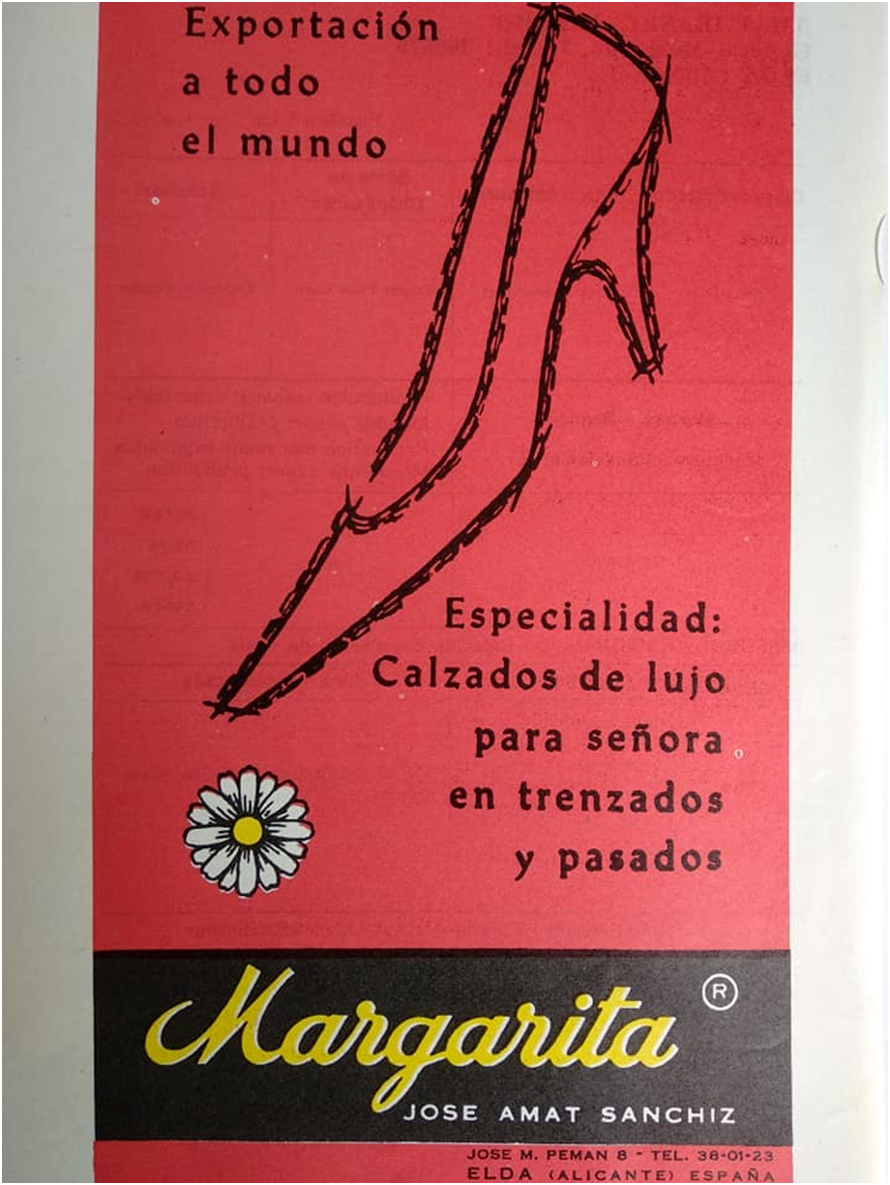 Exportación
a todo
el mundo
Especialidad:
Calzados de lujo
para señora
en trenzados
y pasados
Margarita ®
JOSE AMAT SANCHIZ
JOSE M. PEMAN 8 - TEL. 38-01-23
ELDA (ALICANTE) ESPAÑA